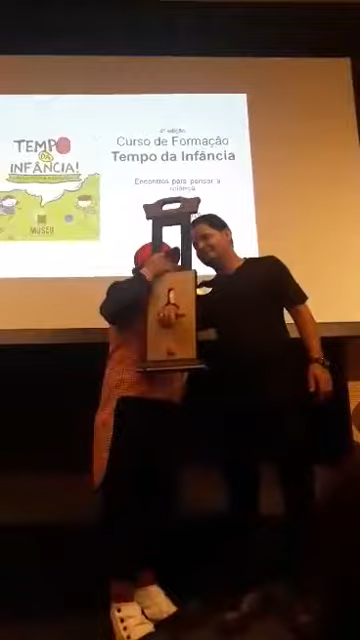 TEMPO
DA
INFÂNCIA!
MUSEU
4ª edição
Curso de Formação
Tempo da Infância
Encontros para pensar a
criança